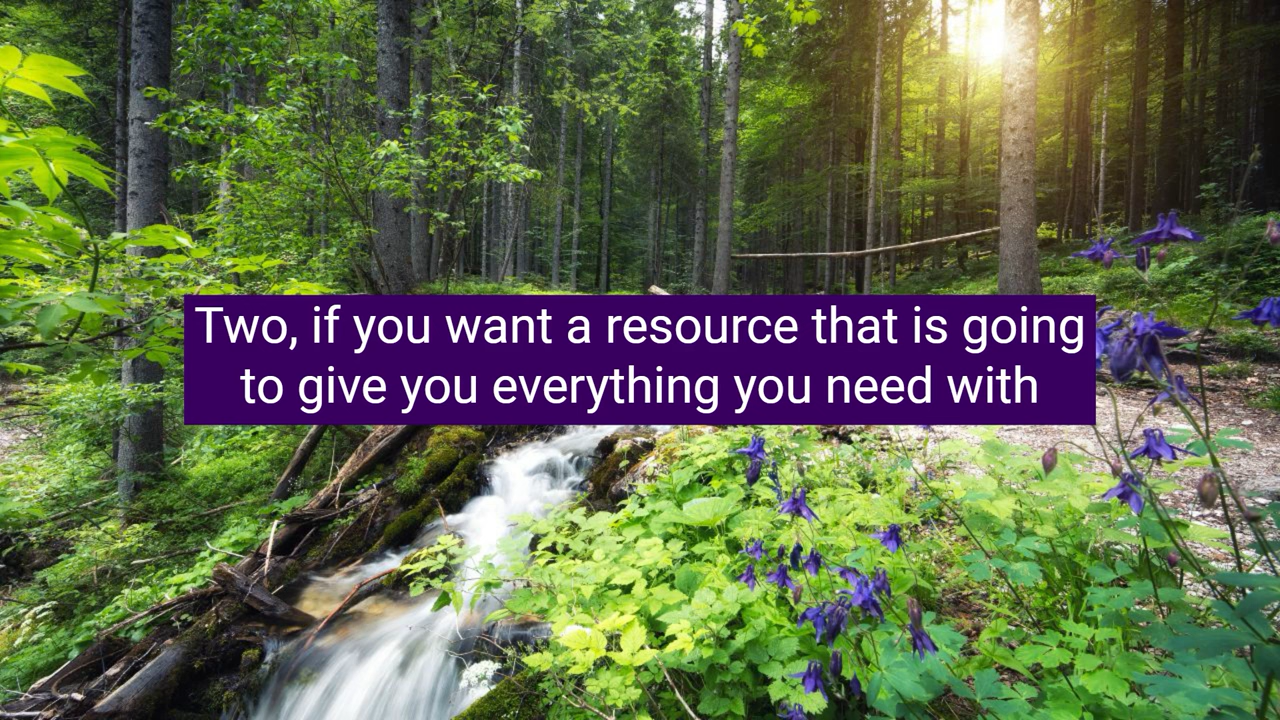 Two, if you want a resource that is going
to give you everything you need with